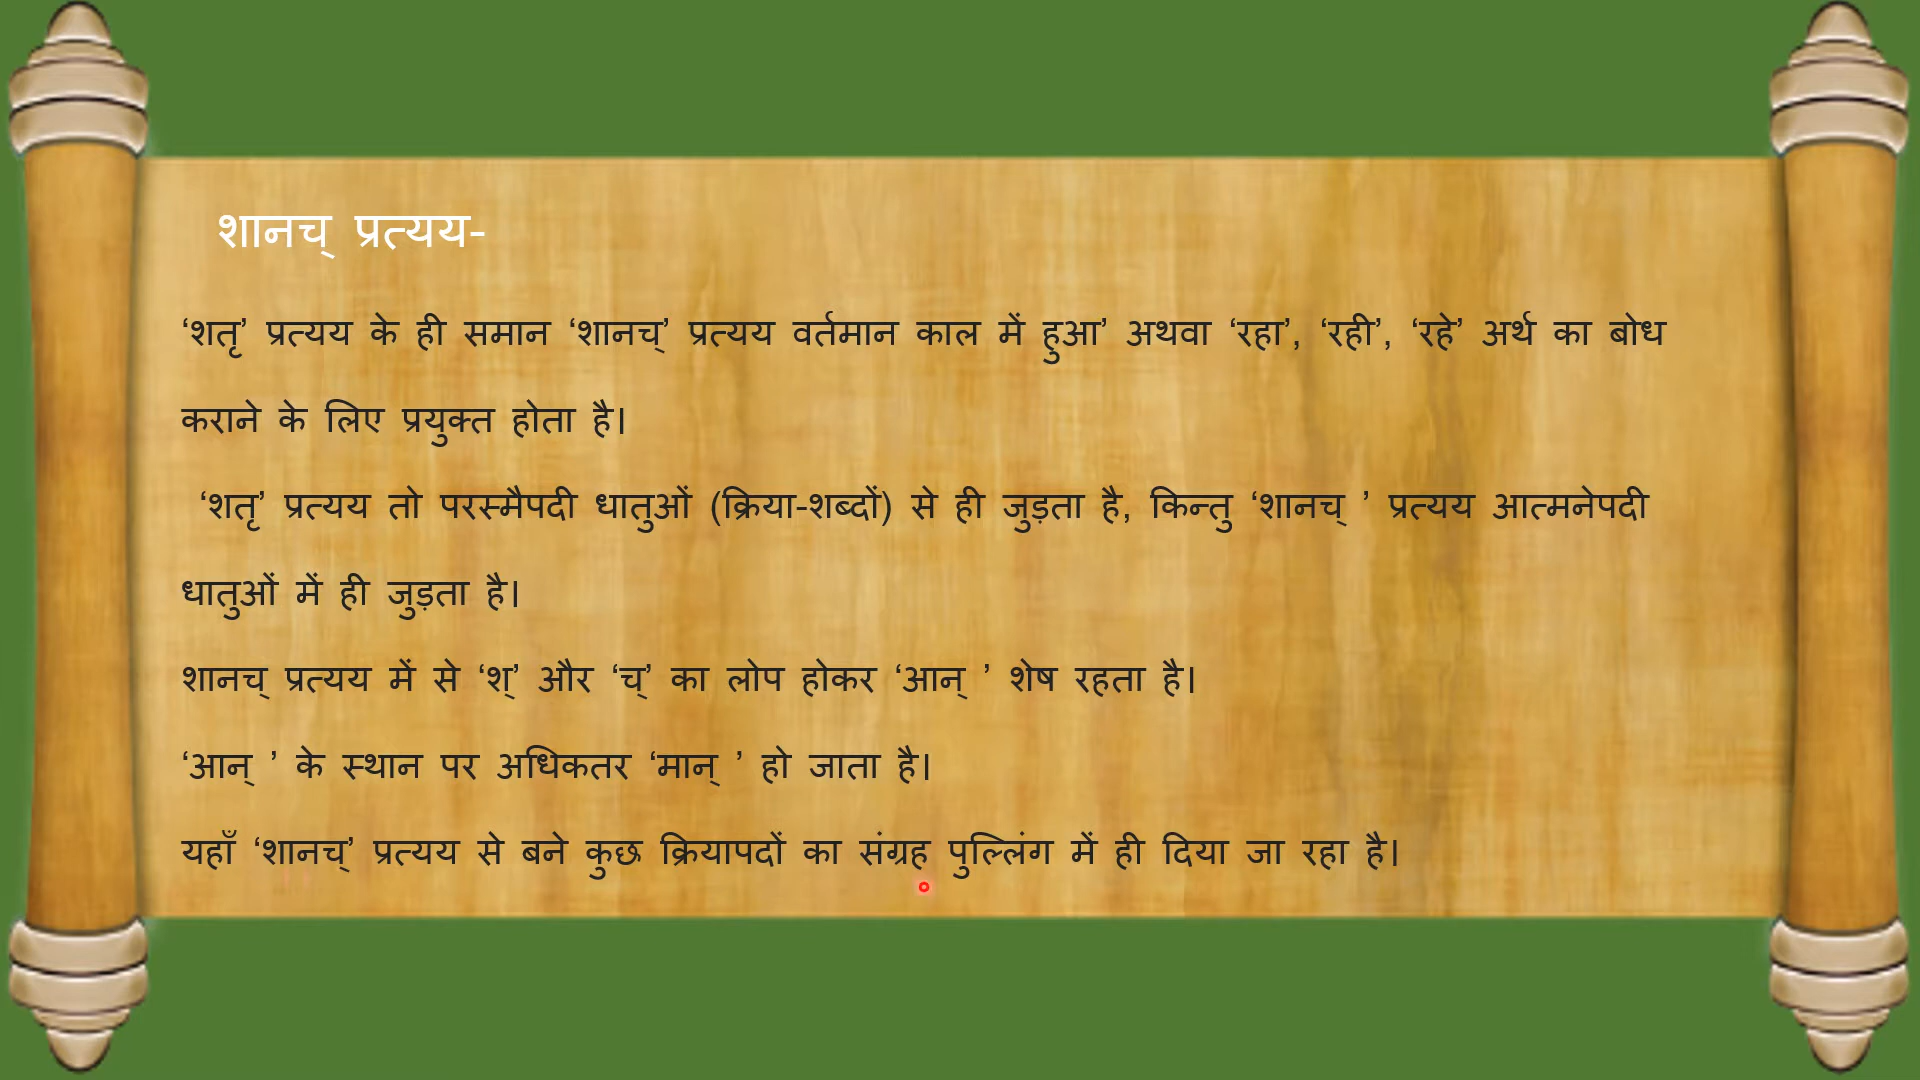 शानच् प्रत्यय-
‘शतृ’ प्रत्यय के ही समान ‘शानच्’ प्रत्यय वर्तमान काल में हुआ’ अथवा ‘रहा’, ‘रही’, ‘रहे’ अर्थ का बोध
कराने के लिए प्रयुक्त होता है।
‘शतृ’ प्रत्यय तो परस्मैपदी धातुओं (क्रिया-शब्दों) से ही जुड़ता है, किन्तु ‘शानच् ’ प्रत्यय आत्मनेपदी
धातुओं में ही जुड़ता है।
शानच् प्रत्यय में से ‘श्’ और ‘च्’ का लोप होकर ‘आन् ’ शेष रहता है।
‘आन् ’ के स्थान पर अधिकतर ‘मान् ’ हो जाता है।
यहाँ ‘शानच्’ प्रत्यय से बने कुछ क्रियापदों का संग्रह पुल्लिंग में ही दिया जा रहा है।